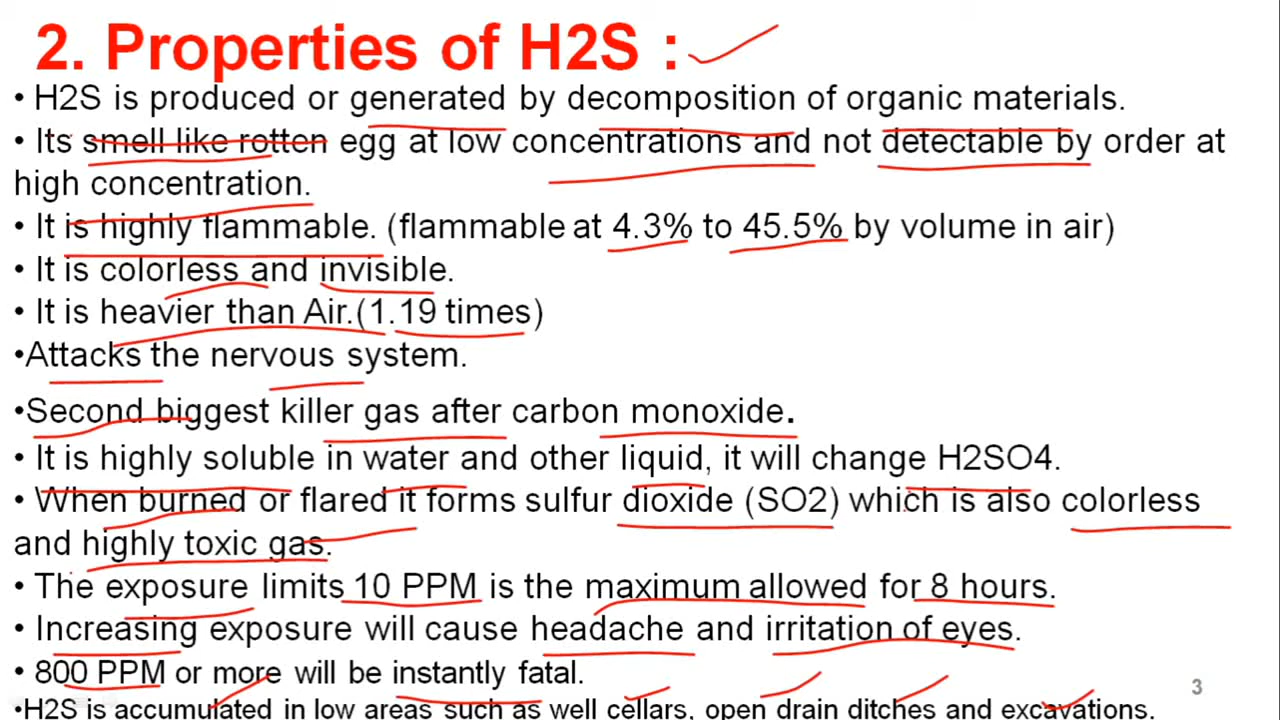 2. Properties of H2S :
• H2S is produced or generated by decomposition of organic materials.
• Its smell like rotten egg at low concentrations and not detectable by order at
high concentration.
• It is highly flammable. (flammable at 4.3% to 45.5% by volume in air)
• It is colorless and invisible.
• It is heavier than Air.(1.19 times)
•Attacks the nervous system.
•Second biggest killer gas after carbon monoxide.
• It is highly soluble in water and other liquid, it will change H2SO4.
• When burned or flared it forms sulfur dioxide (SO2) which is also colorless
and highly toxic gas.
• The exposure limits 10 PPM is the maximum allowed for 8 hours.
• Increasing exposure will cause headache and irritation of eyes.
• 800 PPM or more will be instantly fatal.
3
•H2S is accumulated in low areas such as well cellars, open drain ditches and excavations.